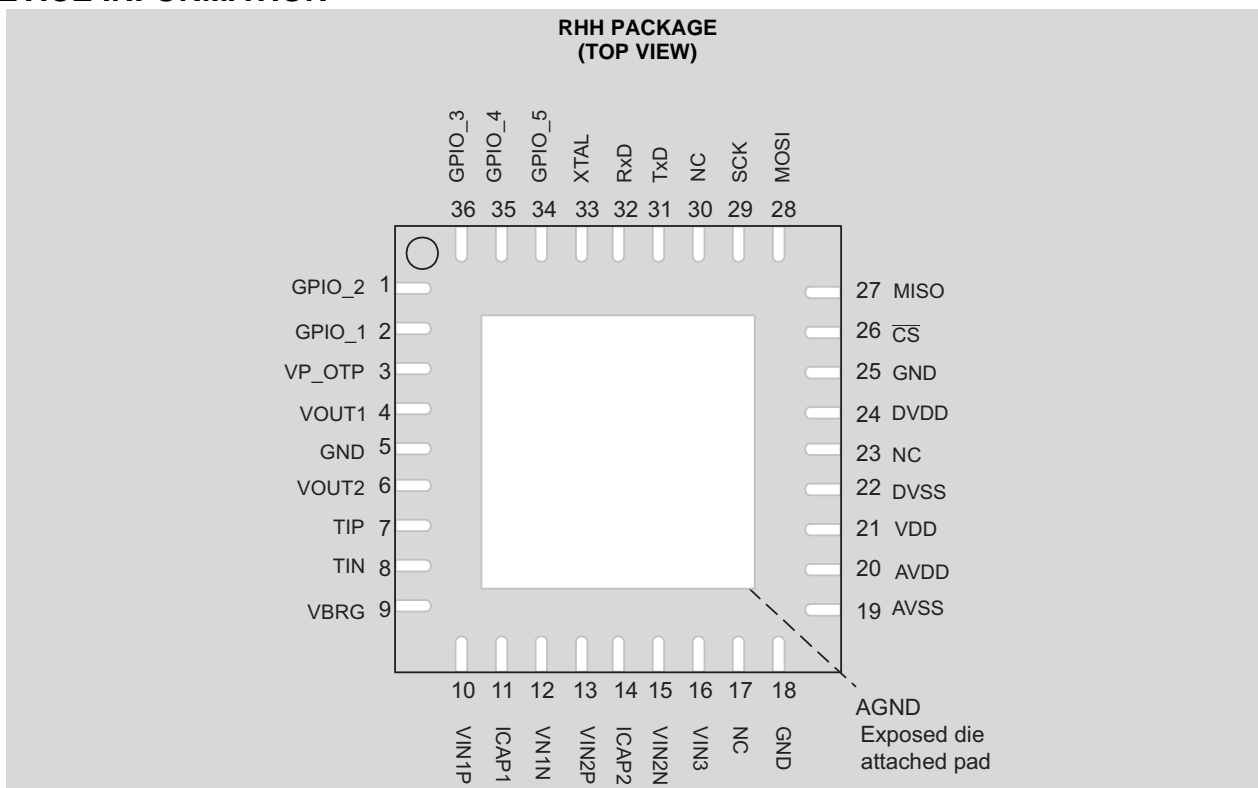 RHH PACKAGE
(TOP VIEW)
GPIO_3
GPIO_4
GPIO_5
XTAL
RxD
TxD
NC
SCK
MOSI
36 35 34 33 32 31 30 29 28
GPIO_2 1
GPIO_1 2
VP_OTP 3
VOUT1 4
GND 5
VOUT2 6
TIP 7
TIN 8
VBRG 9
27 MISO
26 CS
25 GND
24 DVDD
23 NC
22 DVSS
21 VDD
20 AVDD
19 AVSS
10 11 12 13 14 15 16 17 18
VIN1P
ICAP1
VN1N
VIN2P
ICAP2
VIN2N
VIN3
NC
GND
AGND
Exposed die
attached pad